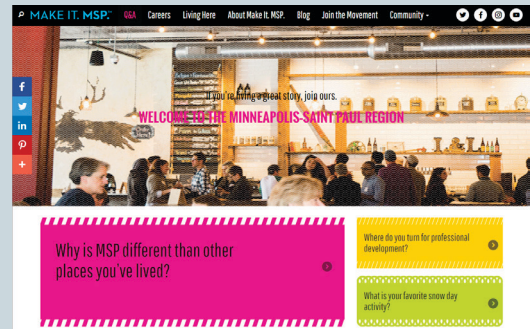 MAKE IT. MSP.™ Q&A Careers Living Here About Make It. MSP. Blog Join the Movement Community
If you're living a great story, join ours.
WELCOME TO THE MINNEAPOLIS-SAINT PAUL REGION
Why is MSP different than other
places you've lived?
Where do you turn for professional
development?
What is your favorite snow day
activity?